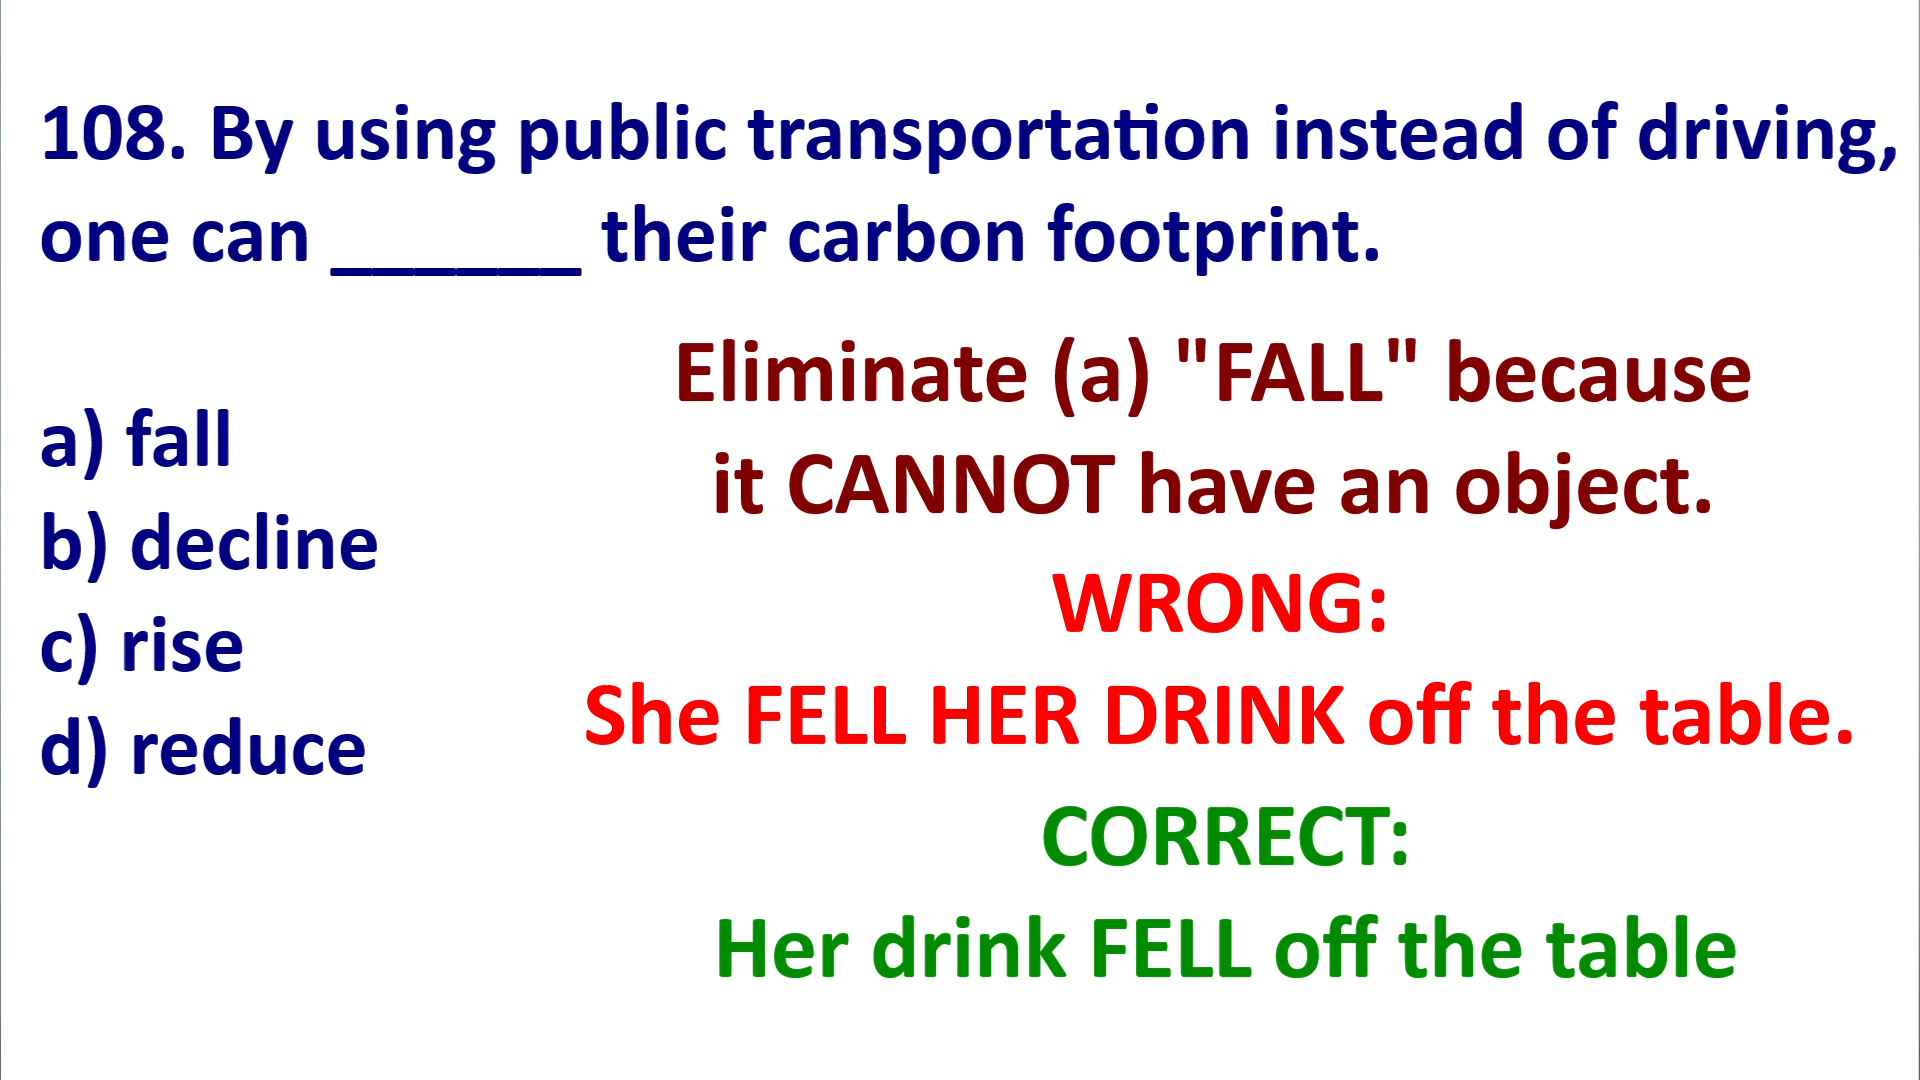 108. By using public transportation instead of driving,
one can ______ their carbon footprint.
a) fall
b) decline
c) rise
d) reduce
Eliminate (a) "FALL" because
it CANNOT have an object.
WRONG:
She FELL HER DRINK off the table.
CORRECT:
Her drink FELL off the table